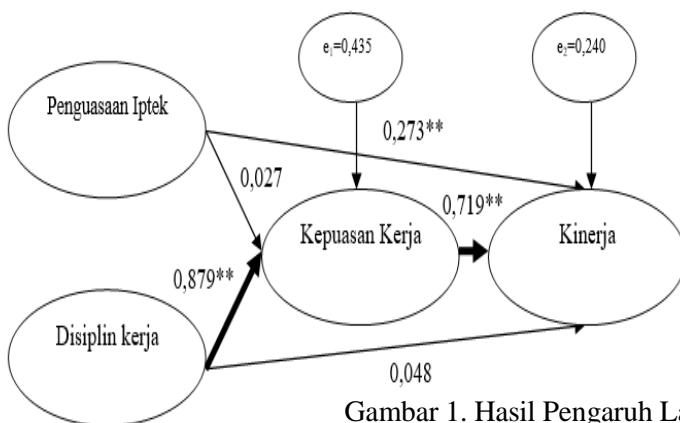 e₁=0,435
e₂=0,240
Penguasaan Iptek
0,273**
0,027
0,719**
Kepuasan Kerja
Kinerja
0,879**
Disiplin kerja
0,048
Gambar 1. Hasil Pengaruh La